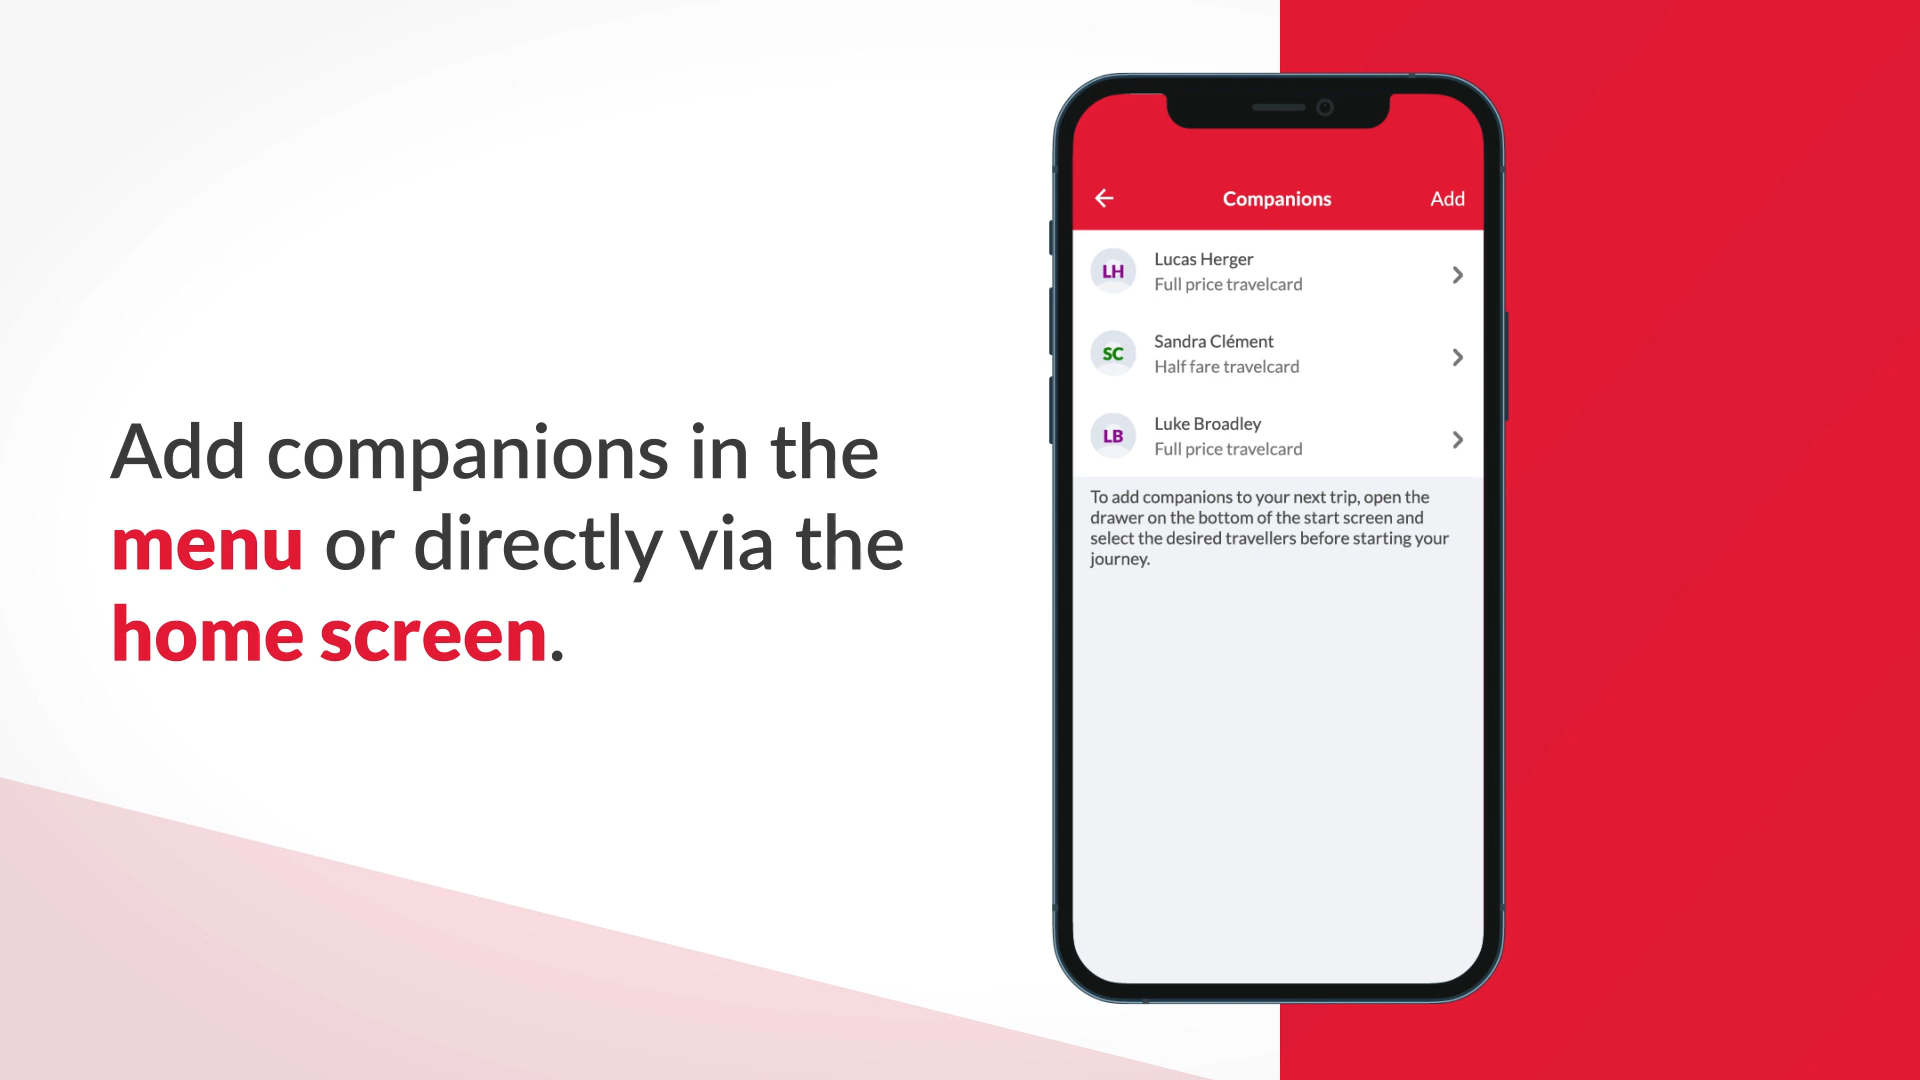 Add companions in the
menu or directly via the
home screen.
Companions
Add
LH
Lucas Herger
Full price travelcard
SC
Sandra Clément
Half fare travelcard
LB
Luke Broadley
Full price travelcard
To add companions to your next trip, open the
drawer on the bottom of the start screen and
select the desired travellers before starting your
journey.